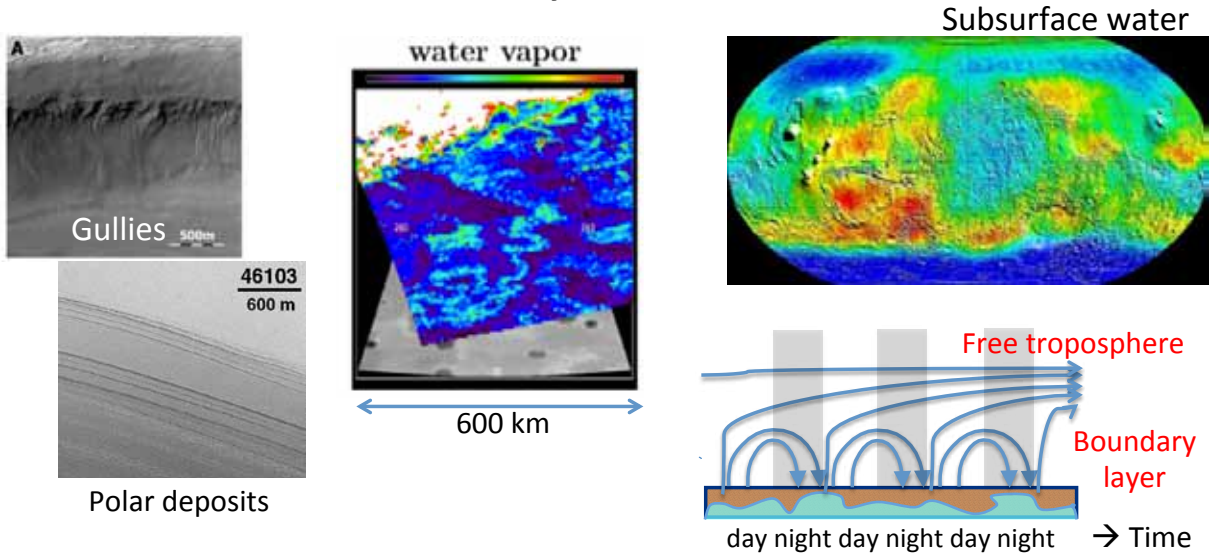 Subsurface water
A
water vapor
Gullies
500m
46103
600 m
600 km
Polar deposits
Free troposphere
Boundary
layer
day night day night day night → Time